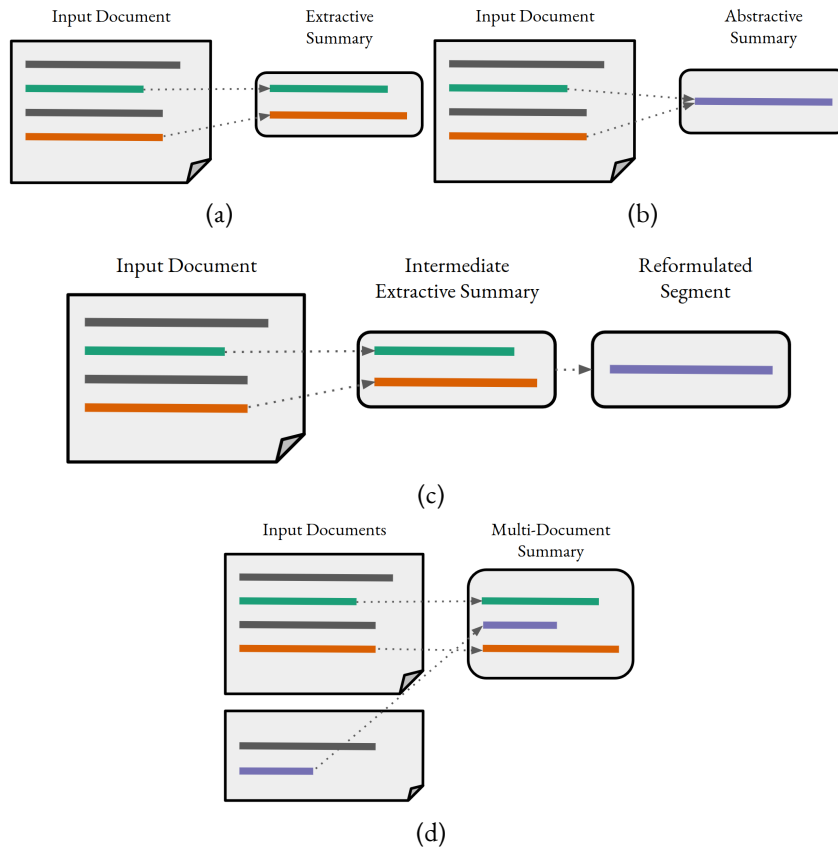 Input Document
Extractive
Summary
Input Document
Abstractive
Summary
(a)
(b)
Input Document
Intermediate
Extractive Summary
Reformulated
Segment
(c)
Input Documents
Multi-Document
Summary
(d)